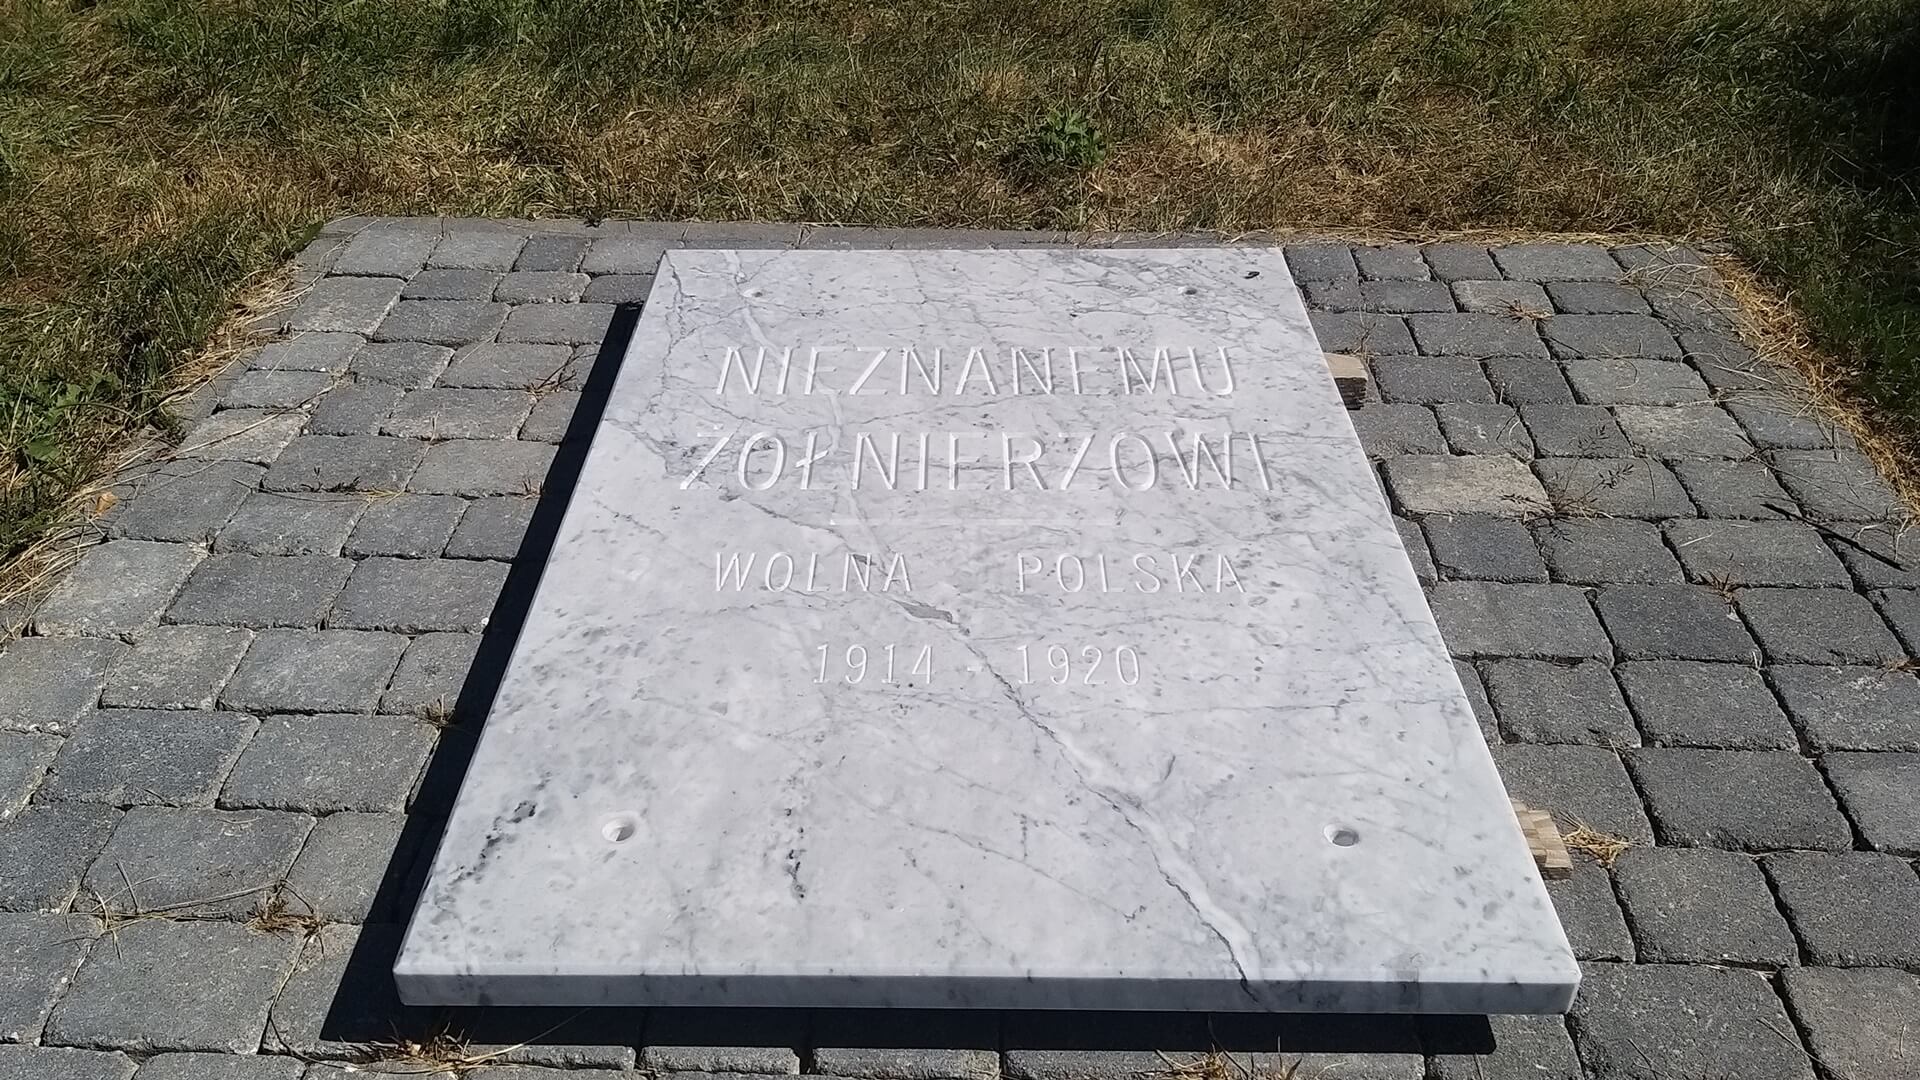 NIEZNANEMU
ŻOŁNIERZOWI
WOLNA POLSKA
1914 - 1920